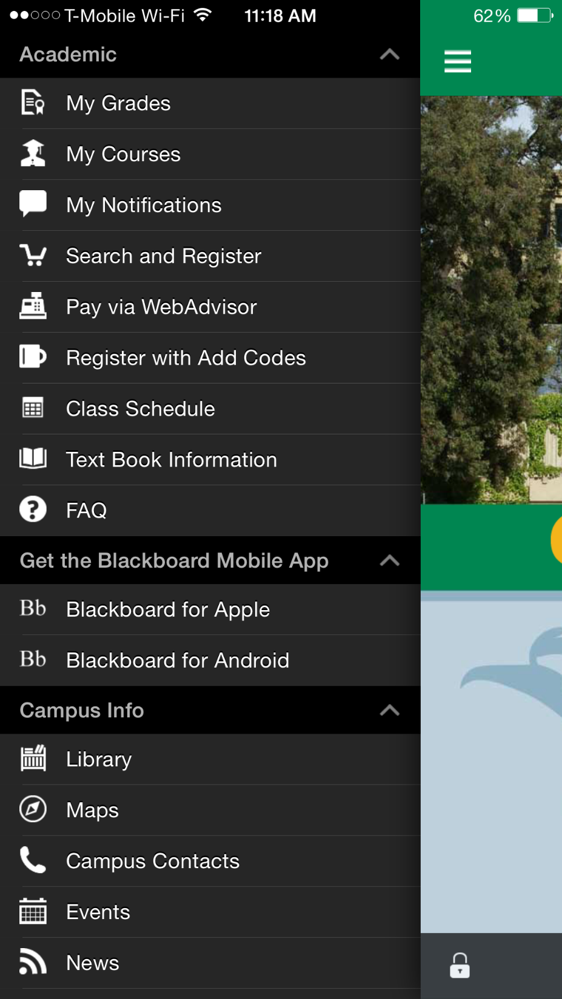 T-Mobile Wi-Fi 11:18 AM 62%
Academic
My Grades
My Courses
My Notifications
Search and Register
Pay via WebAdvisor
Register with Add Codes
Class Schedule
Text Book Information
FAQ
Get the Blackboard Mobile App
Bb Blackboard for Apple
Bb Blackboard for Android
Campus Info
Library
Maps
Campus Contacts
Events
News